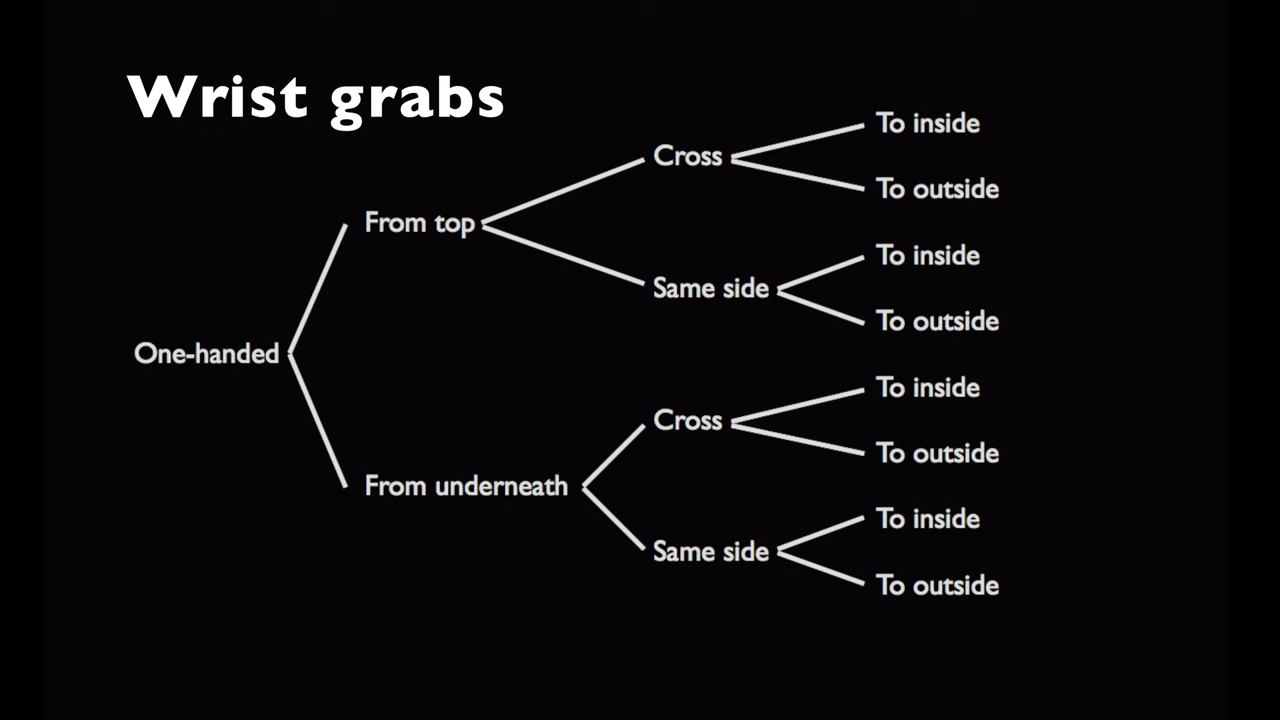 Wrist grabs
To inside
Cross
To outside
From top
To inside
Same side
To outside
One-handed
To inside
Cross
To outside
From underneath
To inside
Same side
To outside